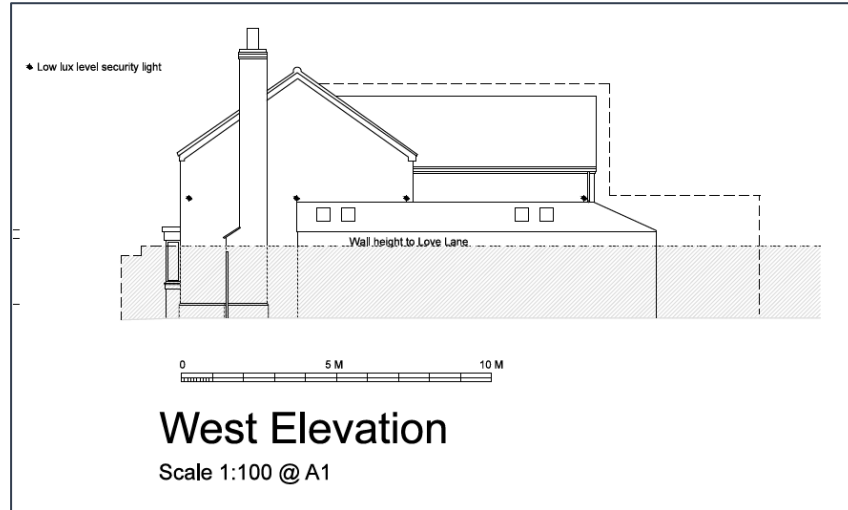 Low lux level security light
Wall height to Love Lane
0 5 M 10 M
West Elevation
Scale 1:100 @ A1